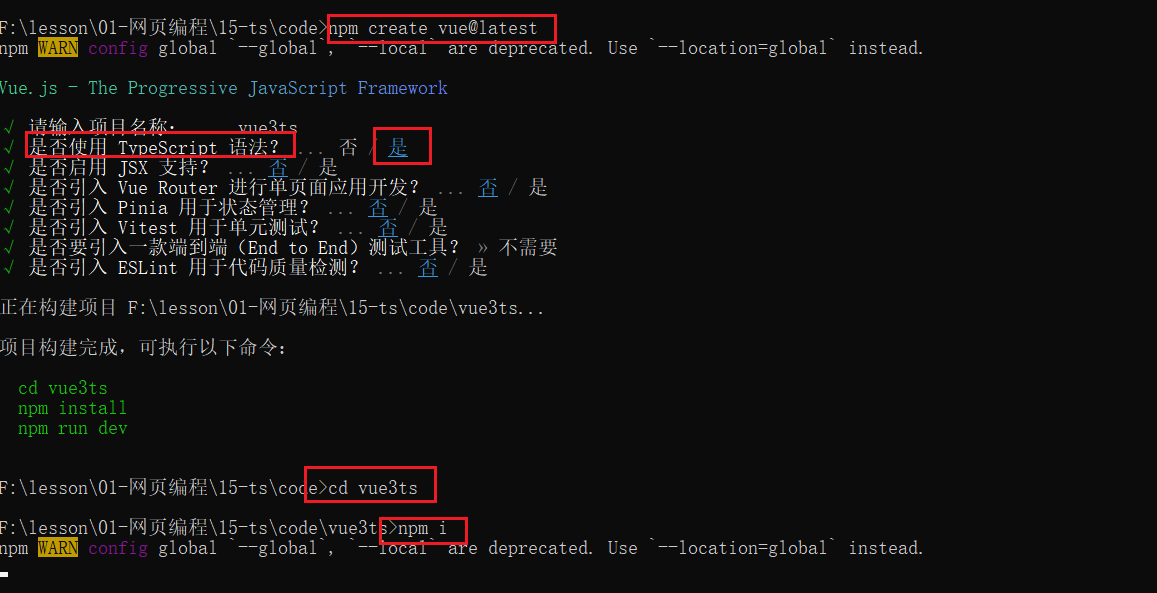 F:\lesson\01-网页编程\15-ts\code>npm create vue@latest
npm WARN config global `--global`, `--local` are deprecated. Use `--location=global` instead.
Vue.js - The Progressive JavaScript Framework
√ 请输入项目名称: vue3ts
√ 是否使用 TypeScript 语法? ... 否 / 是
√ 是否启用 JSX 支持? ... 否 / 是
√ 是否引入 Vue Router 进行单页面应用开发? ... 否 / 是
√ 是否引入 Pinia 用于状态管理? ... 否 / 是
√ 是否引入 Vitest 用于单元测试? ... 否 / 是
√ 是否要引入一款端到端（End to End）测试工具? » 不需要
√ 是否引入 ESLint 用于代码质量检测? ... 否 / 是
正在构建项目 F:\lesson\01-网页编程\15-ts\code\vue3ts...
项目构建完成，可执行以下命令:
cd vue3ts
npm install
npm run dev
F:\lesson\01-网页编程\15-ts\code>cd vue3ts
F:\lesson\01-网页编程\15-ts\code\vue3ts>npm i
npm WARN config global `--global`, `--local` are deprecated. Use `--location=global` instead.